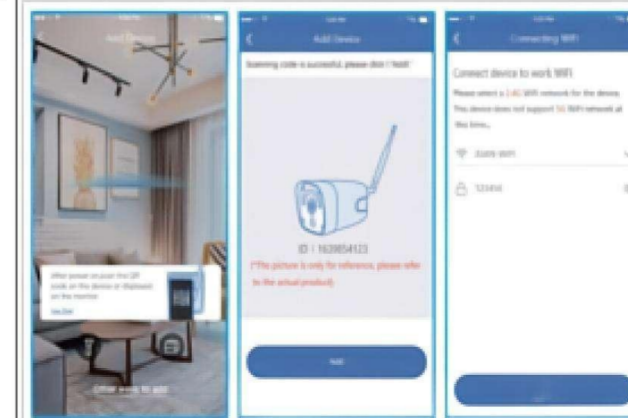 Add Device
After power on,scan the QR
code on the device or displayed
on the monitor
Other ways to add
Add Device
Scanning code is successful, please click \"Add\"
ID：1620854123
(*The picture is only for reference, please refer
to the actual product)
Add
Connecting WIFI
Connect device to work WIFI
Please select a 2.4G WIFI network for the device.
This device does not support 5G WIFI network at
this time.
123456